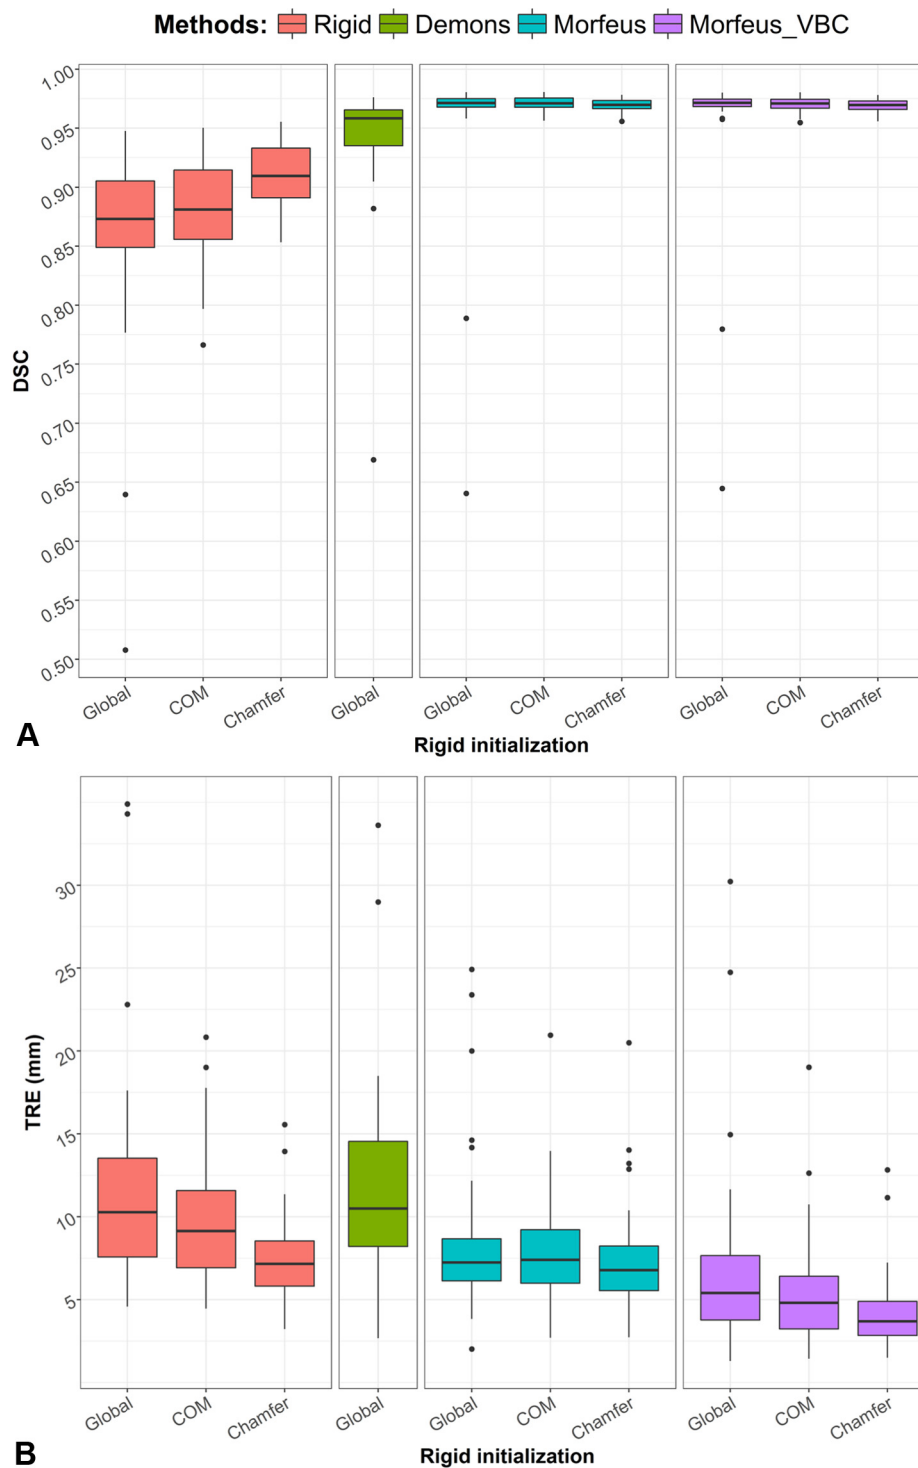 Methods: Rigid Demons Morfeus Morfeus_VBC
1.00
0.95
0.90
0.85
0.80
0.75
0.70
0.65
0.60
0.55
0.50
DSC
Global COM Chamfer Global Global COM Chamfer Global COM Chamfer
A
Rigid initialization
30
25
20
15
10
5
TRE (mm)
Global COM Chamfer Global Global COM Chamfer Global COM Chamfer
B
Rigid initialization